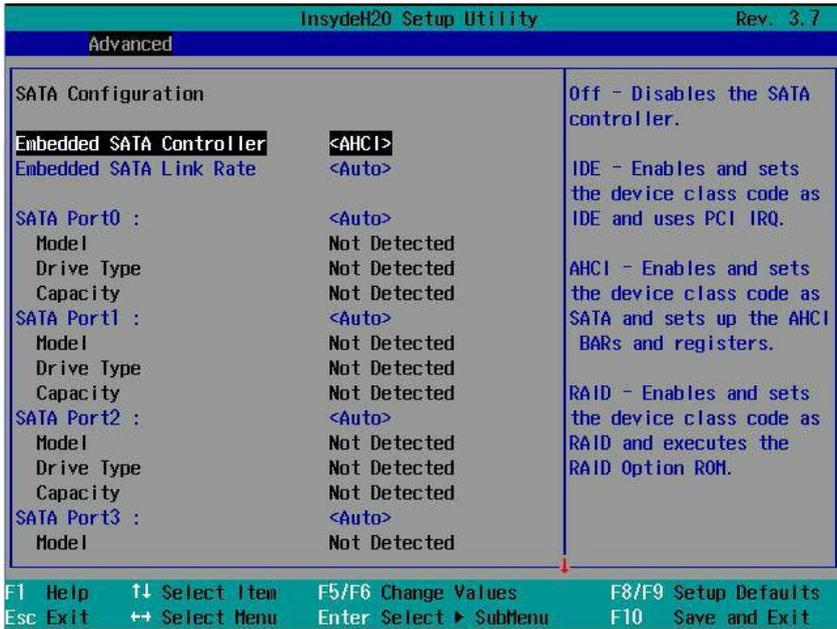 InsydeH2O Setup Utility Rev. 3.7
Advanced
SATA Configuration
Embedded SATA Controller <AHCI>
Embedded SATA Link Rate <Auto>
SATA Port0 : <Auto>
Model Not Detected
Drive Type Not Detected
Capacity Not Detected
SATA Port1 : <Auto>
Model Not Detected
Drive Type Not Detected
Capacity Not Detected
SATA Port2 : <Auto>
Model Not Detected
Drive Type Not Detected
Capacity Not Detected
SATA Port3 : <Auto>
Model Not Detected
Off - Disables the SATA
controller.
IDE - Enables and sets
the device class code as
IDE and uses PCI IRQ.
AHCI - Enables and sets
the device class code as
SATA and sets up the AHCI
BARs and registers.
RAID - Enables and sets
the device class code as
RAID and executes the
RAID Option ROM.
F1 Help ↑↓ Select Item F5/F6 Change Values F8/F9 Setup Defaults
Esc Exit ↔ Select Menu Enter Select ▶ SubMenu F10 Save and Exit